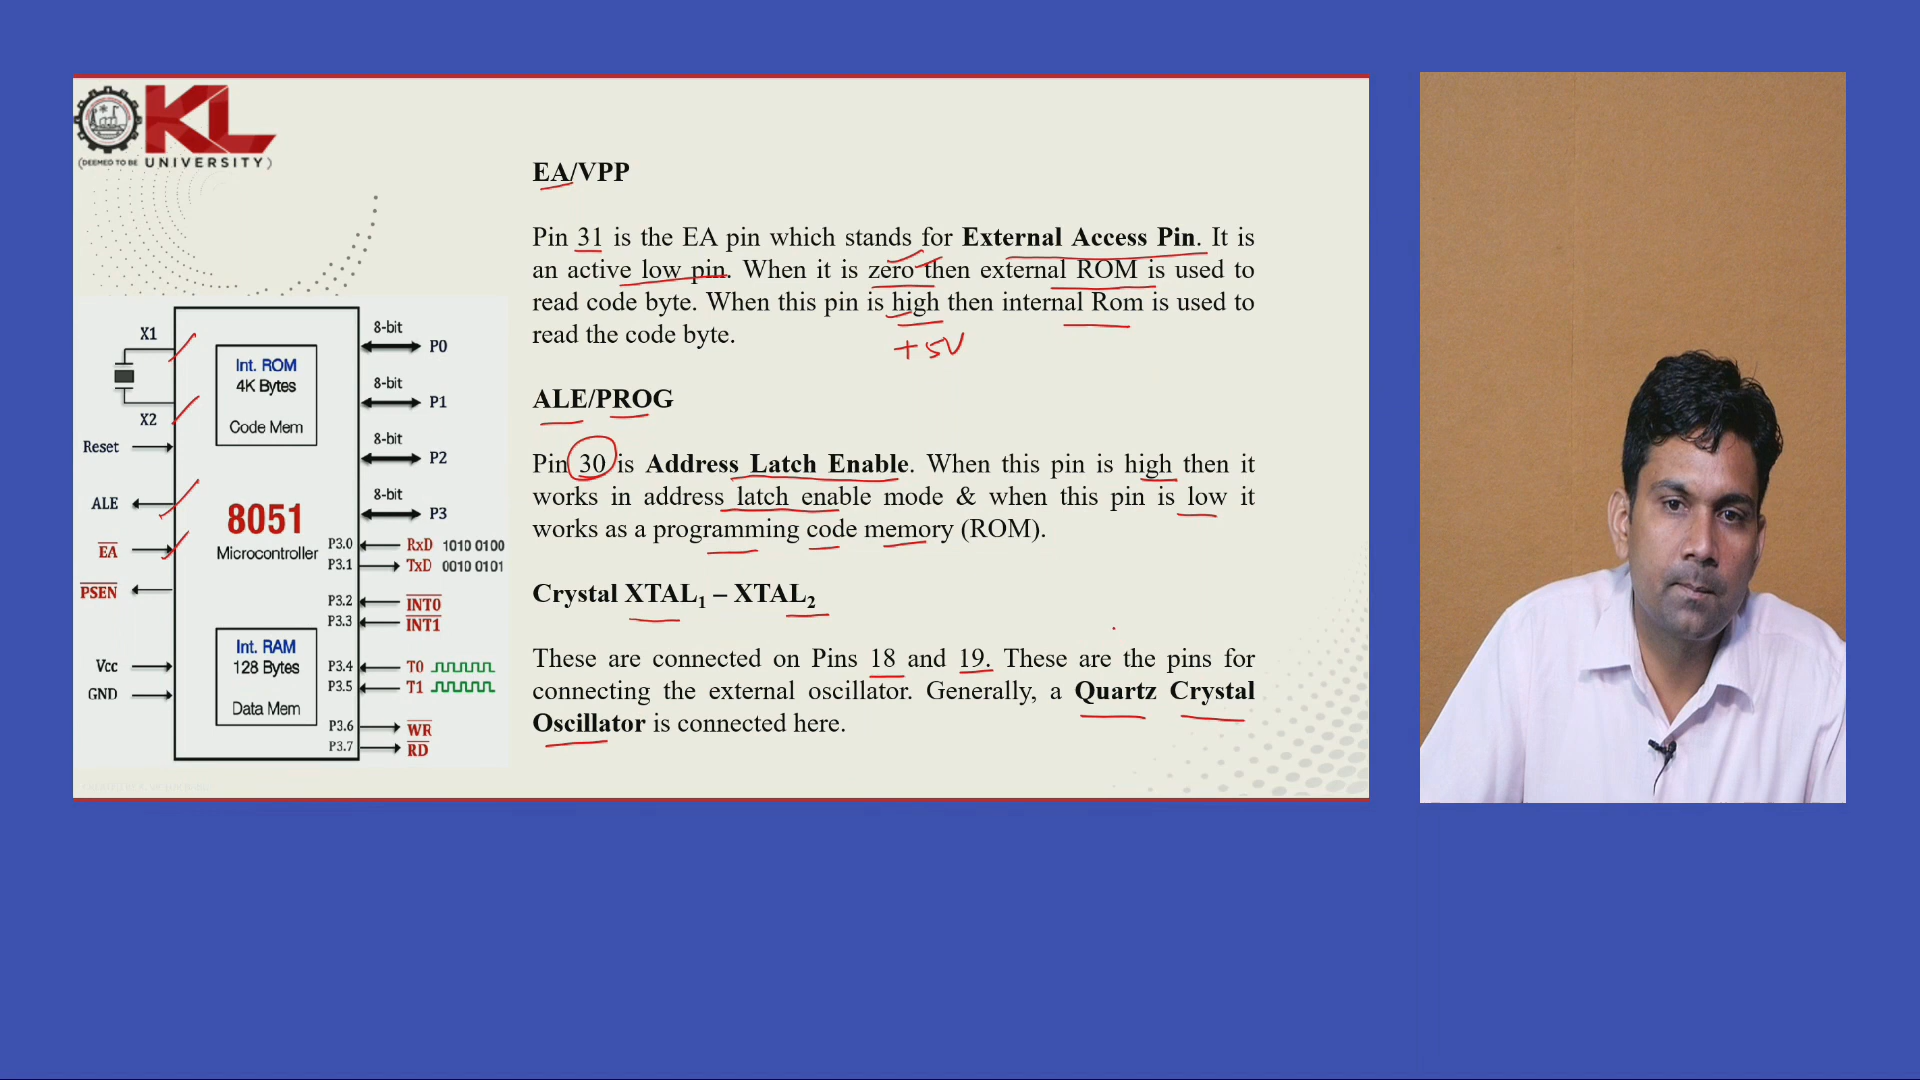 KL
(DEEMED TO BE UNIVERSITY)
EA/VPP
Pin 31 is the EA pin which stands for External Access Pin. It is
an active low pin. When it is zero then external ROM is used to
read code byte. When this pin is high then internal Rom is used to
read the code byte.
+5V
ALE/PROG
Pin 30 is Address Latch Enable. When this pin is high then it
works in address latch enable mode & when this pin is low it
works as a programming code memory (ROM).
Crystal XTAL1 – XTAL2
These are connected on Pins 18 and 19. These are the pins for
connecting the external oscillator. Generally, a Quartz Crystal
Oscillator is connected here.
X1
X2
Reset
ALE
EA
PSEN
Vcc
GND
Int. ROM
4K Bytes
Code Mem
8051
Microcontroller
Int. RAM
128 Bytes
Data Mem
8-bit
P0
8-bit
P1
8-bit
P2
8-bit
P3
P3.0 RxD 1010 0100
P3.1 TxD 0010 0101
P3.2 INT0
P3.3 INT1
P3.4 T0
P3.5 T1
P3.6 WR
P3.7 RD